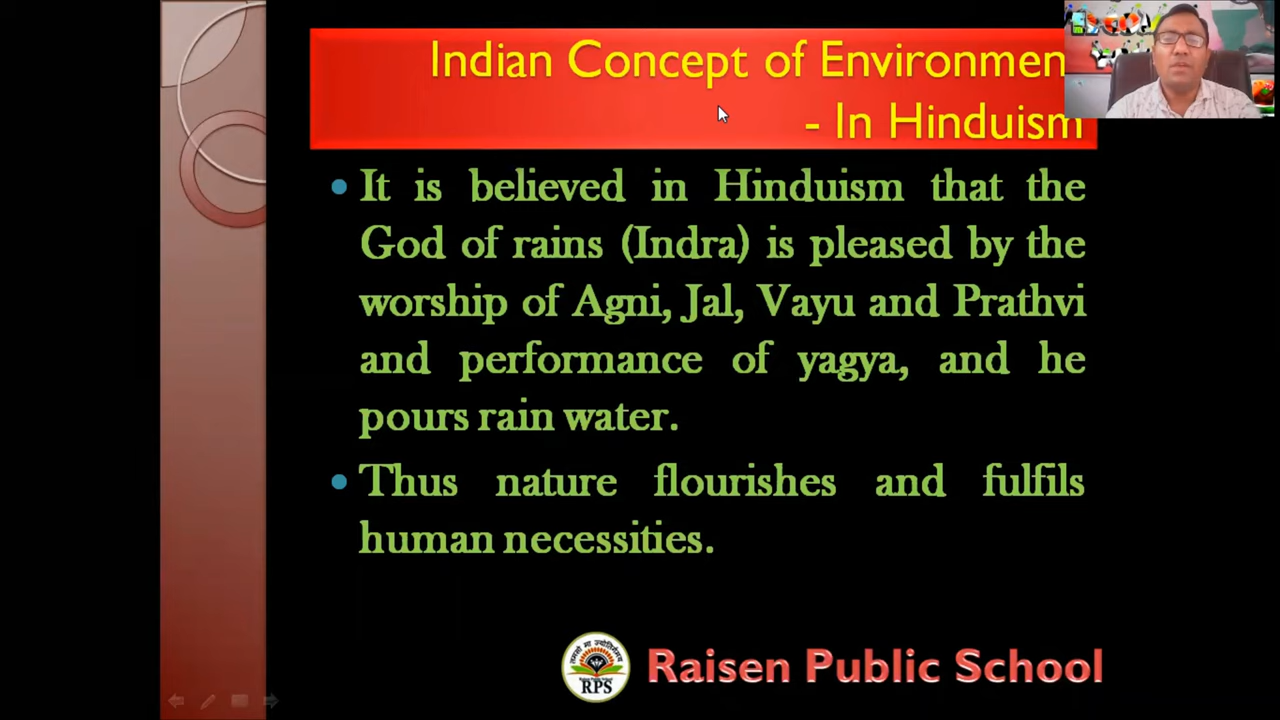 Indian Concept of Environmen
- In Hinduism
It is believed in Hinduism that the
God of rains (Indra) is pleased by the
worship of Agni, Jal, Vayu and Prathvi
and performance of yagya, and he
pours rain water.
Thus nature flourishes and fulfils
human necessities.
तमसो मा ज्योतिर्गमय
RPS
Raisen Public School